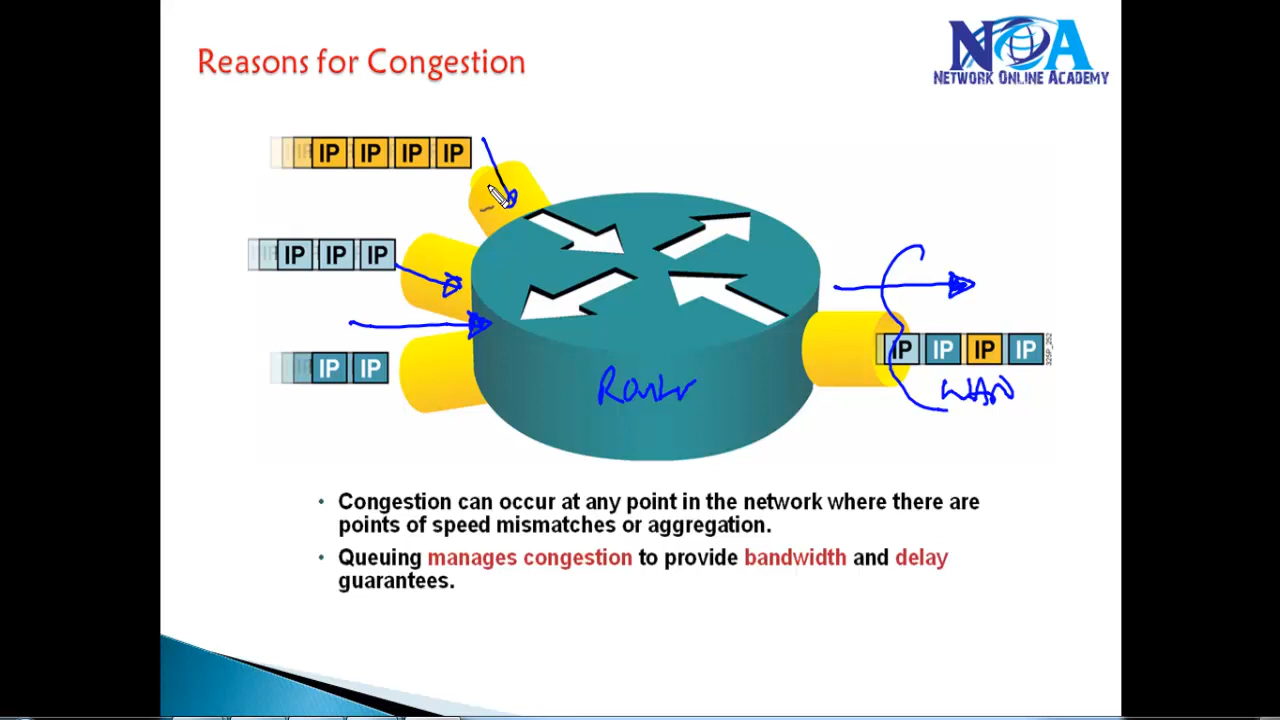 Reasons for Congestion
NOA
NETWORK ONLINE ACADEMY
IP IP IP IP
IP IP IP
IP IP
IP IP IP IP
Router
WAN
• Congestion can occur at any point in the network where there are
points of speed mismatches or aggregation.
• Queuing manages congestion to provide bandwidth and delay
guarantees.